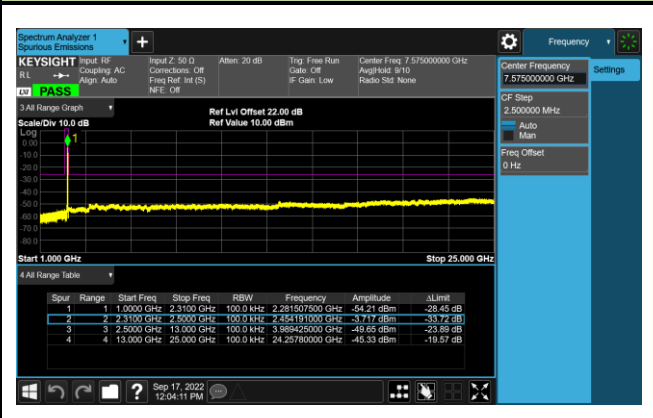 Spectrum Analyzer 1
Spurious Emissions
Frequency
KEYSIGHT Input: RF Input Z: 50 Ω Atten: 20 dB Trig: Free Run Center Freq: 7.575000000 GHz
RL Coupling: AC Corrections: Off Gate: Off Avg|Hold: 9/10
Align: Auto Freq Ref: Int (S) IF Gain: Low Radio Std: None
NFE: Off
LXI PASS
Center Frequency
7.575000000 GHz
Settings
CF Step
2.500000 MHz
Auto
Man
Freq Offset
0 Hz
3 All Range Graph
Ref Lvl Offset 22.00 dB
Scale/Div 10.0 dB Ref Value 10.00 dBm
Log
1
0.00
-10.0
-20.0
-30.0
-40.0
-50.0
-60.0
-70.0
-80.0
Start 1.000 GHz Stop 25.000 GHz
4 All Range Table
Spur Range Start Freq Stop Freq RBW Frequency Amplitude ΔLimit
1 1 1.0000 GHz 2.3100 GHz 100.0 kHz 2.281507500 GHz -54.21 dBm -28.45 dB
2 2 2.3100 GHz 2.5000 GHz 100.0 kHz 2.454191000 GHz -3.717 dBm -33.72 dB
3 3 2.5000 GHz 13.000 GHz 100.0 kHz 3.989425000 GHz -49.65 dBm -23.89 dB
4 4 13.000 GHz 25.000 GHz 100.0 kHz 24.25780000 GHz -45.33 dBm -19.57 dB
Sep 17, 2022
12:04:11 PM